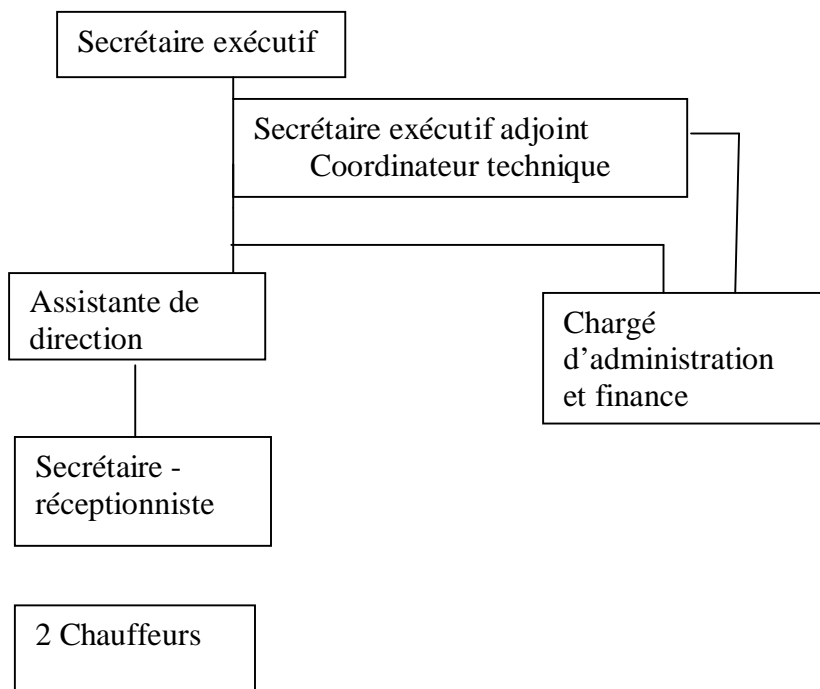 Secrétaire exécutif
Secrétaire exécutif adjoint
Coordinateur technique
Assistante de
direction
Chargé
d’administration
et finance
Secrétaire -
réceptionniste
2 Chauffeurs